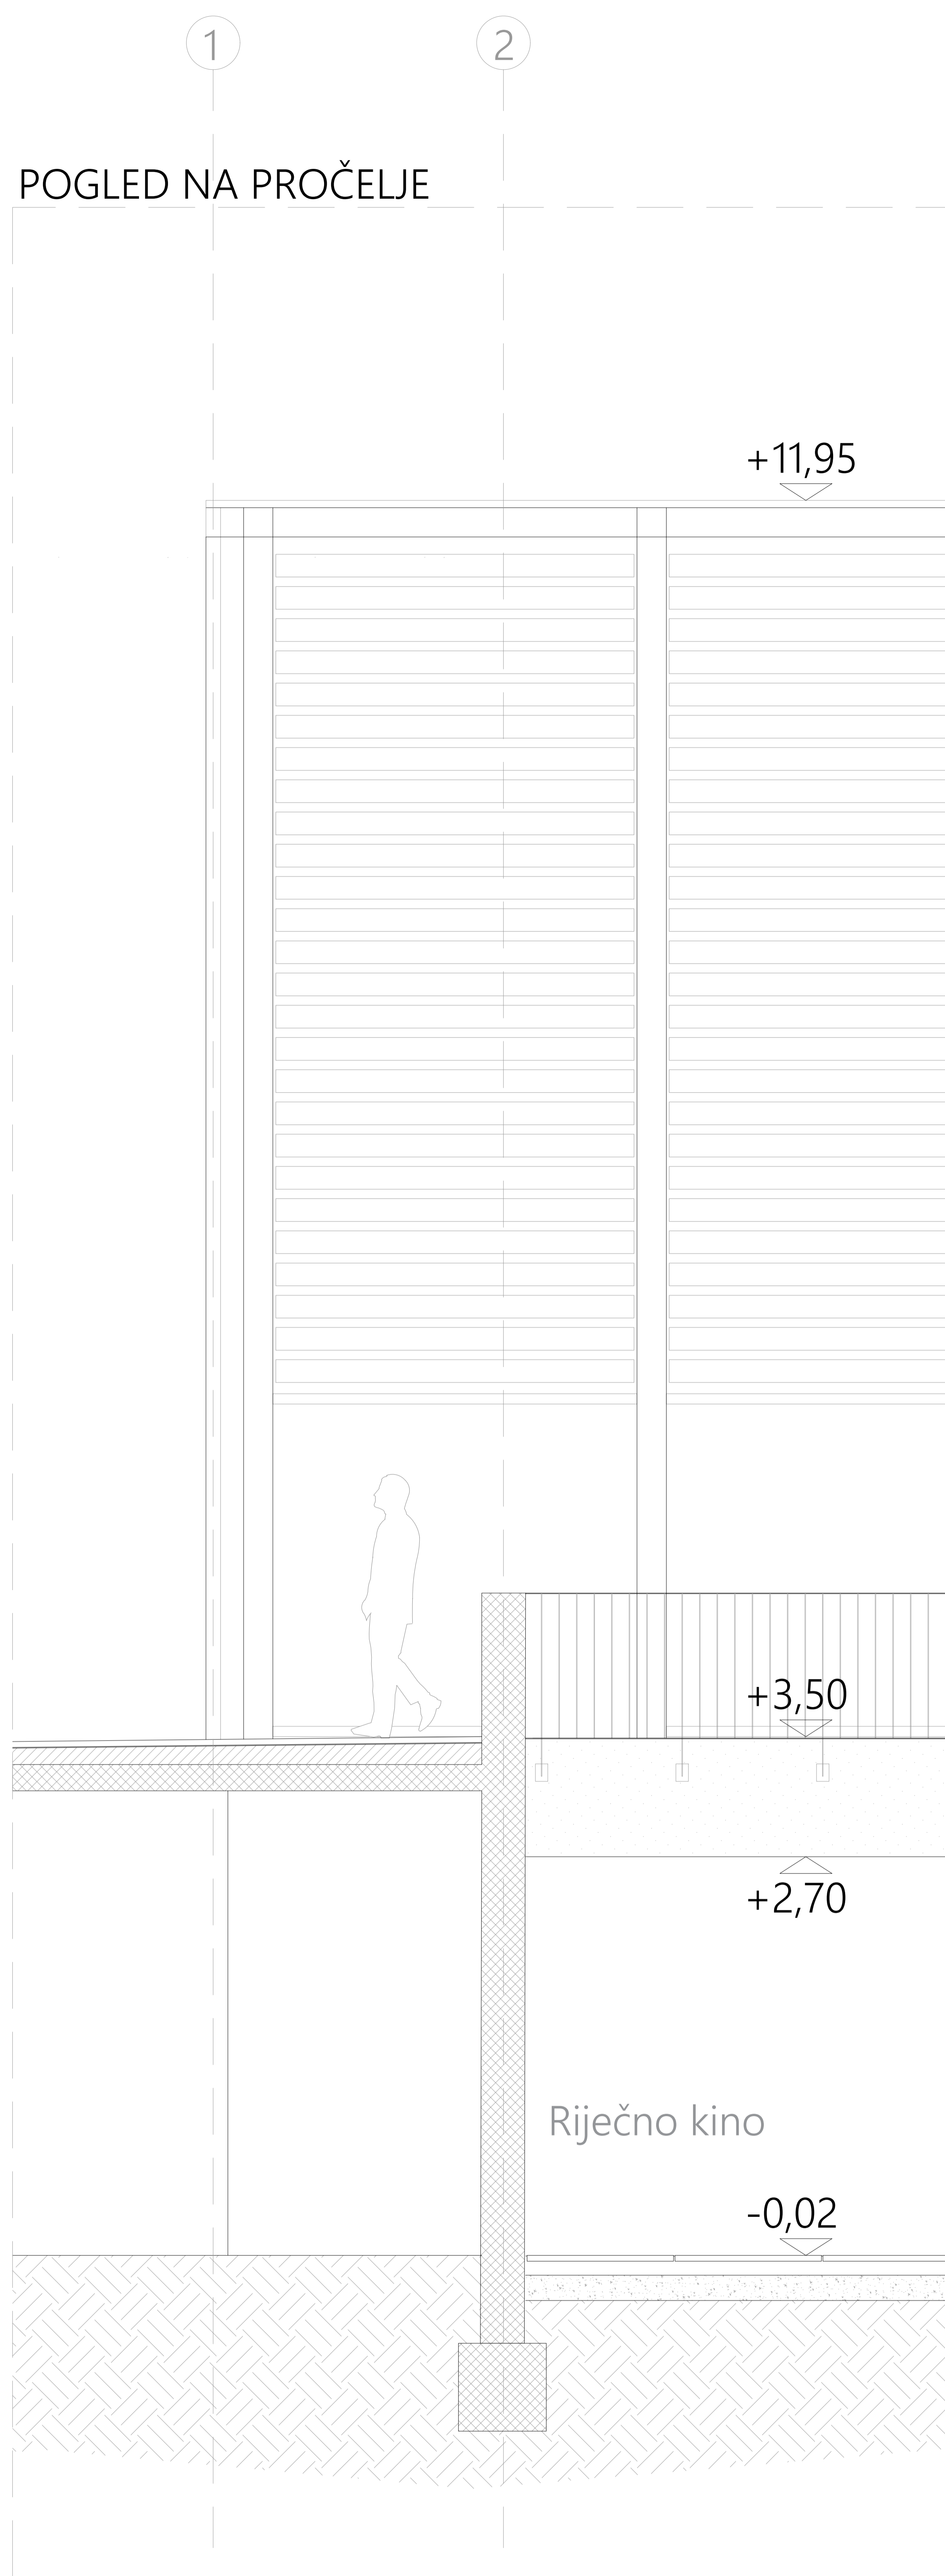 1 2
POGLED NA PROČELJE
+11,95
+3,50
+2,70
Riječno kino
-0,02